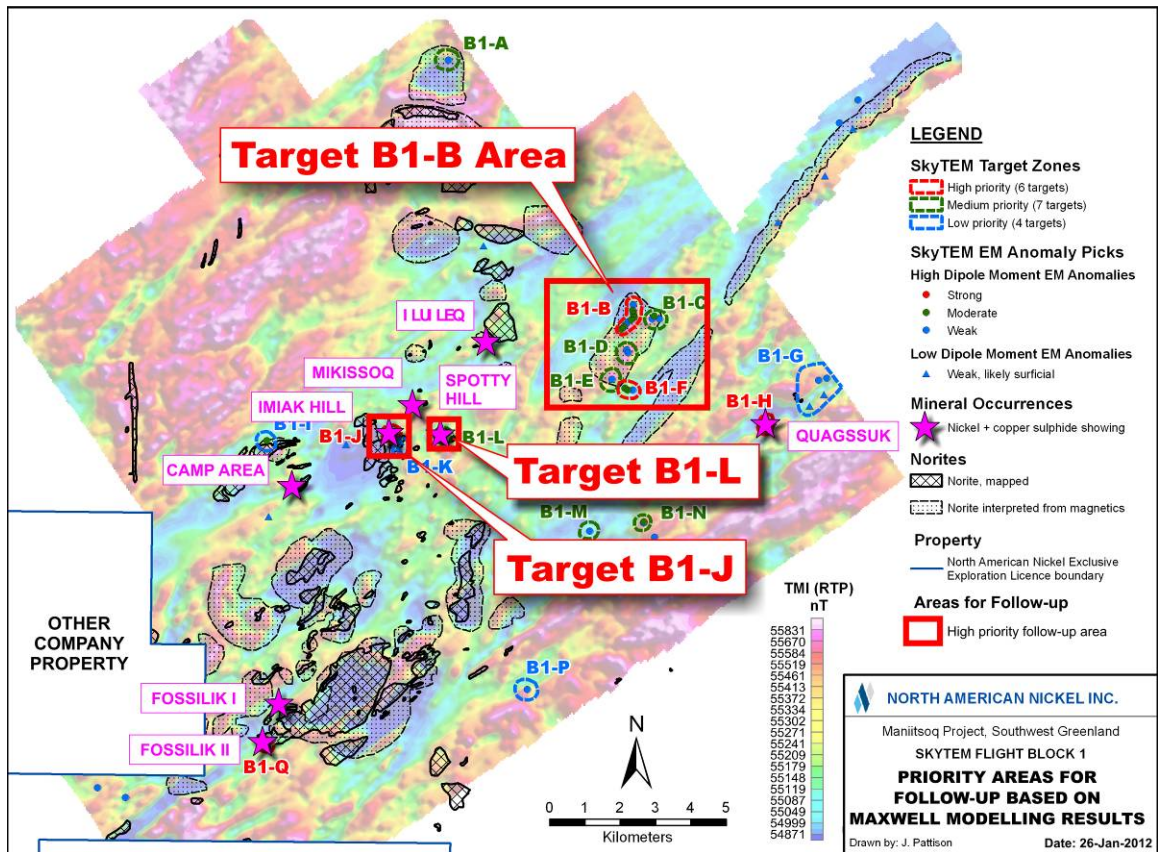 B1-A
Target B1-B Area
B1-B
B1-C
B1-D
B1-E
B1-F
B1-G
B1-H
QUAGSSUK
I LUI LEQ
MIKISSOQ
SPOTTY
HILL
IMIAK HILL
B1-I
B1-J
B1-L
B1-K
CAMP AREA
Target B1-L
B1-M
B1-N
Target B1-J
OTHER
COMPANY
PROPERTY
B1-P
FOSSILIK I
FOSSILIK II
B1-Q
N
0 1 2 3 4 5
Kilometers
TMI (RTP)
nT
55831
55670
55584
55519
55461
55413
55372
55334
55302
55271
55241
55209
55179
55148
55119
55087
55049
54999
54871
LEGEND
SkyTEM Target Zones
High priority (6 targets)
Medium priority (7 targets)
Low priority (4 targets)
SkyTEM EM Anomaly Picks
High Dipole Moment EM Anomalies
Strong
Moderate
Weak
Low Dipole Moment EM Anomalies
Weak, likely surficial
Mineral Occurrences
Nickel + copper sulphide showing
Norites
Norite, mapped
Norite interpreted from magnetics
Property
North American Nickel Exclusive
Exploration Licence boundary
Areas for Follow-up
High priority follow-up area
NORTH AMERICAN NICKEL INC.
Maniitsoq Project, Southwest Greenland
SKYTEM FLIGHT BLOCK 1
PRIORITY AREAS FOR
FOLLOW-UP BASED ON
MAXWELL MODELLING RESULTS
Drawn by: J. Pattison Date: 26-Jan-2012